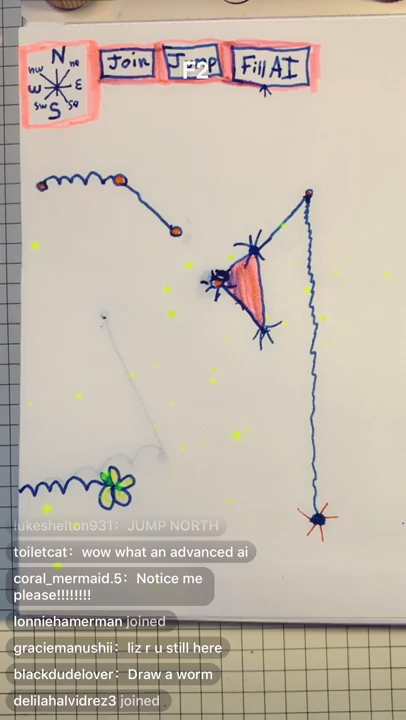 N
nw
ne
W
E
sw
se
S
Join
Jump
F2
Fill AI
lukeshelton931: JUMP NORTH
toiletcat: wow what an advanced ai
coral_mermaid.5: Notice me
please!!!!!!!!
lonniehamerman joined
graciemanushii: liz r u still here
blackdudelover: Draw a worm
delilahalvidrez3 joined